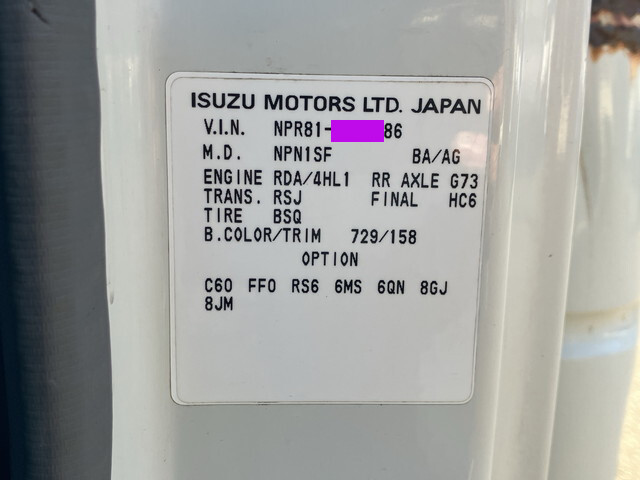 ISUZU MOTORS LTD. JAPAN
V.I.N. NPR81-86
M.D. NPN1SF BA/AG
ENGINE RDA/4HL1 RR AXLE G73
TRANS. RSJ FINAL HC6
TIRE BSQ
B.COLOR/TRIM 729/158
OPTION
C60 FF0 RS6 6MS 6QN 8GJ
8JM